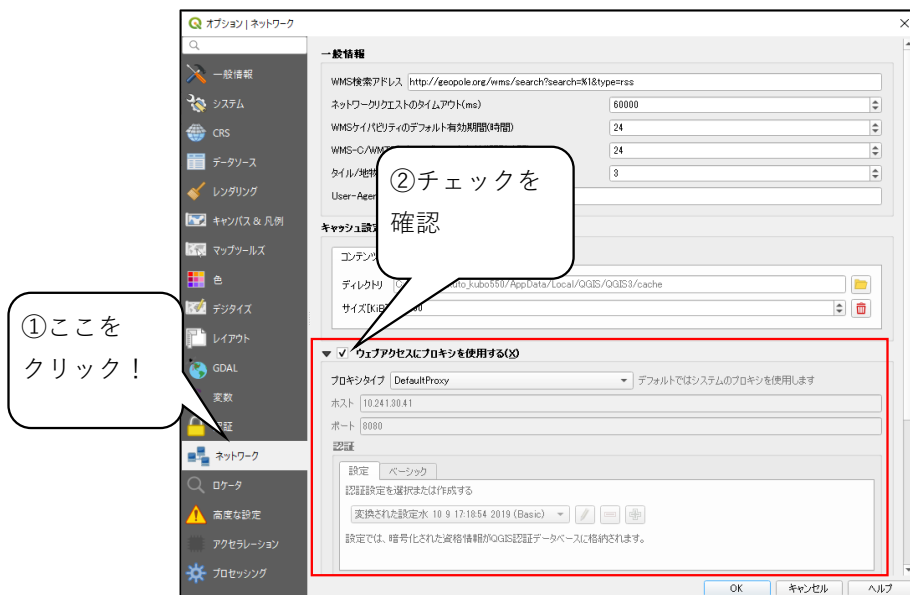 オプション | ネットワーク
一般情報
システム
CRS
データソース
レンダリング
キャンバス & 凡例
マップツールズ
色
デジタイズ
レイアウト
GDAL
変数
認証
ネットワーク
ロケータ
高度な設定
アクセラレーション
プロセッシング
①ここを
クリック！
②チェックを
確認
一般情報
WMS検索アドレス http://geopole.org/wms/search?search=%1&type=rss
ネットワークリクエストのタイムアウト(ms) 60000
WMSケイパビリティのデフォルト有効期間(時間) 24
WMS-C/WMT 24
タイル/地物 3
User-Agen
キャッシュ設定
コンテンツ
ディレクトリ uto_kubo550/AppData/Local/QGIS/QGIS3/cache
サイズ[KiB]
ウェブアクセスにプロキシを使用する(X)
プロキシタイプ DefaultProxy デフォルトではシステムのプロキシを使用します
ホスト 10.241.30.41
ポート 8080
認証
設定 ベーシック
認証設定を選択または作成する
変換された設定水 10 9 17:18:54 2019 (Basic)
設定では、暗号化された資格情報がQGIS認証データベースに格納されます。
OK キャンセル ヘルプ